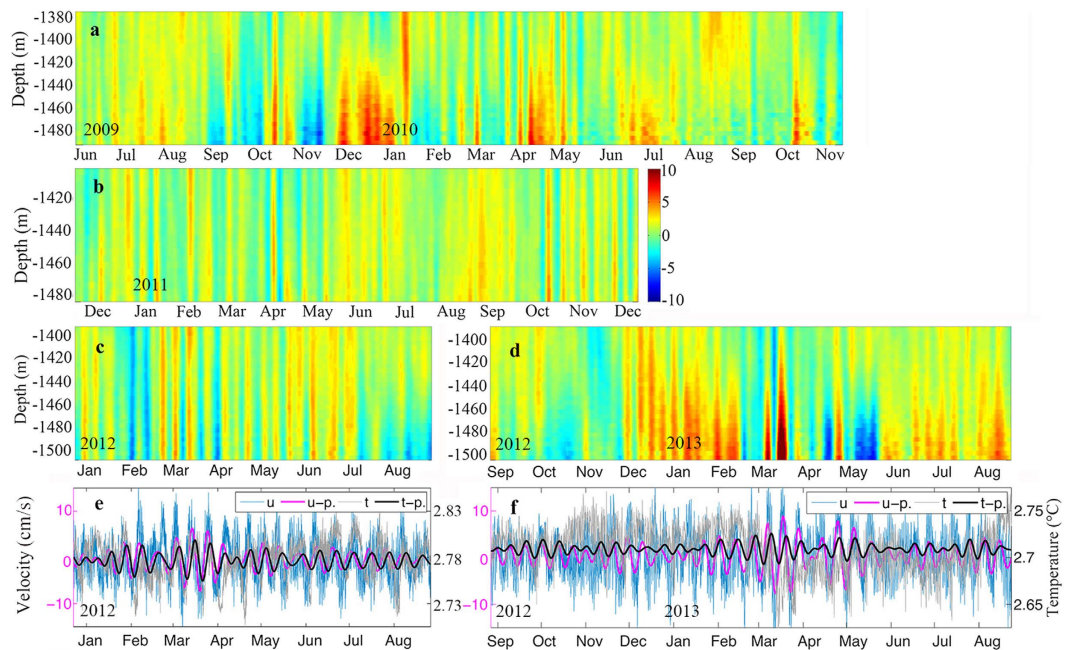 a
Depth (m)
-1380
-1400
-1420
-1440
-1460
-1480
2009 2010
Jun Jul Aug Sep Oct Nov Dec Jan Feb Mar Apr May Jun Jul Aug Sep Oct Nov
b
Depth (m)
-1420
-1440
-1460
-1480
2011
Dec Jan Feb Mar Apr May Jun Jul Aug Sep Oct Nov Dec
10
5
0
-5
-10
c
Depth (m)
-1400
-1420
-1440
-1460
-1480
-1500
2012
Jan Feb Mar Apr May Jun Jul Aug
d
-1400
-1420
-1440
-1460
-1480
-1500
2012 2013
Sep Oct Nov Dec Jan Feb Mar Apr May Jun Jul Aug
e
u u-p. t t-p.
Velocity (cm/s)
10
0
-10
2.83
2.78
2.73
2012
Jan Feb Mar Apr May Jun Jul Aug
f
u u-p. t t-p.
10
0
-10
2.75
2.7
2.65
Temperature (°C)
2012 2013
Sep Oct Nov Dec Jan Feb Mar Apr May Jun Jul Aug